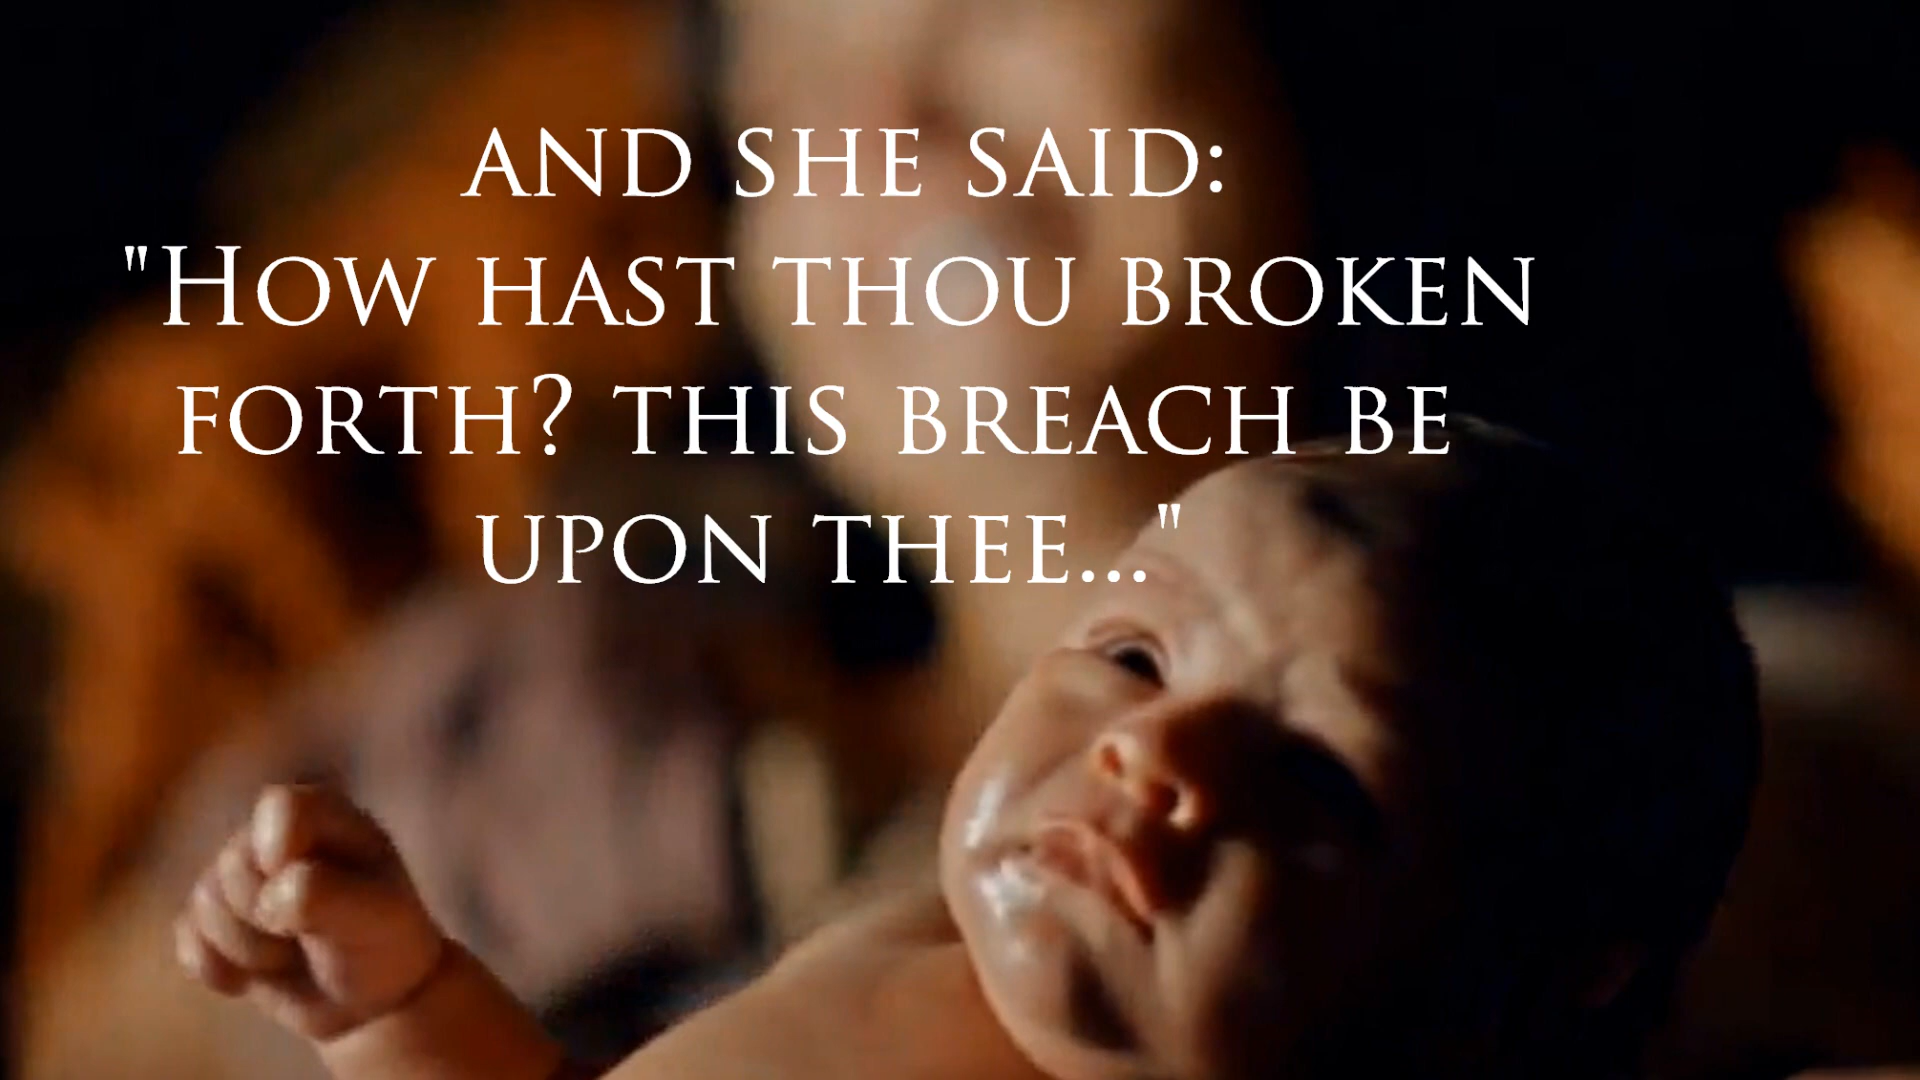 AND SHE SAID:
"HOW HAST THOU BROKEN
FORTH? THIS BREACH BE
UPON THEE..."